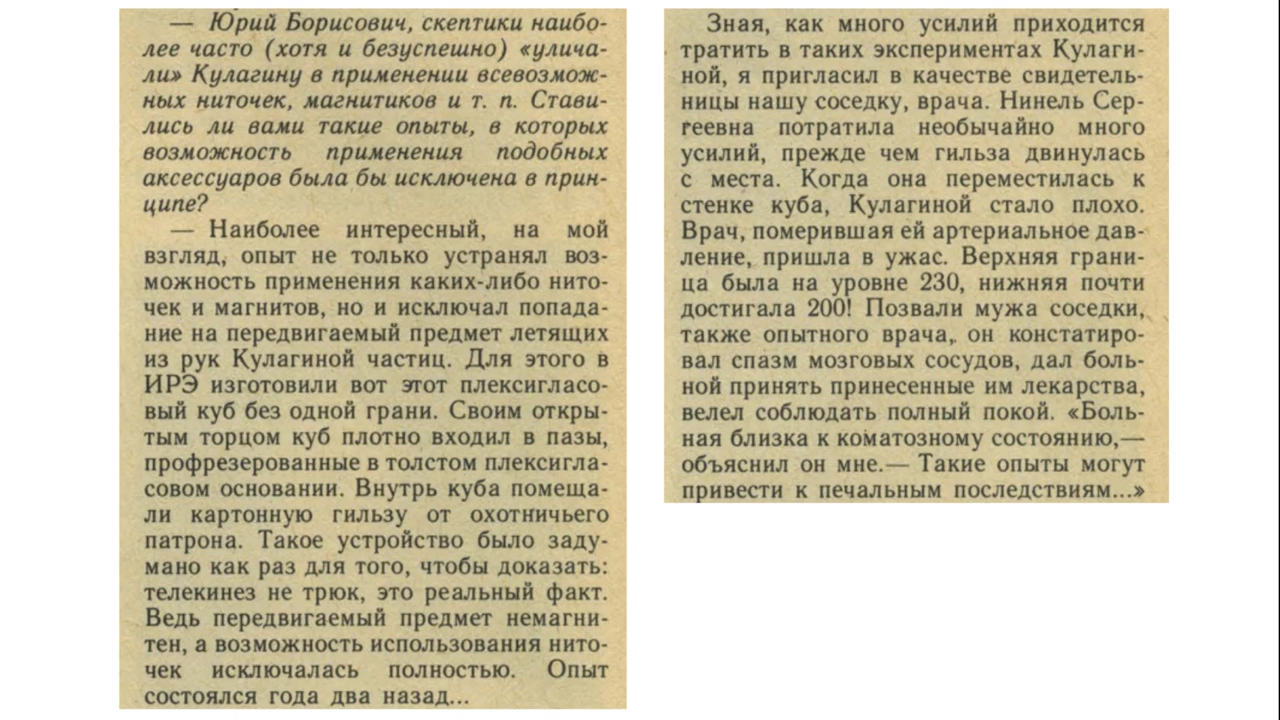 — Юрий Борисович, скептики наибо-
лее часто (хотя и безуспешно) «улича-
ли» Кулагину в применении всевозмож-
ных ниточек, магнитиков и т. п. Стави-
лись ли вами такие опыты, в которых
возможность применения подобных
аксессуаров была бы исключена в прин-
ципе?
— Наиболее интересный, на мой
взгляд, опыт не только устранял воз-
можность применения каких-либо нито-
чек и магнитов, но и исключал попада-
ние на передвигаемый предмет летящих
из рук Кулагиной частиц. Для этого в
ИРЭ изготовили вот этот плексигласо-
вый куб без одной грани. Своим откры-
тым торцом куб плотно входил в пазы,
профрезерованные в толстом плексигла-
совом основании. Внутрь куба помеща-
ли картонную гильзу от охотничьего
патрона. Такое устройство было заду-
мано как раз для того, чтобы доказать:
телекинез не трюк, это реальный факт.
Ведь передвигаемый предмет немагни-
тен, а возможность использования нито-
чек исключалась полностью. Опыт
состоялся года два назад...
Зная, как много усилий приходится
тратить в таких экспериментах Кулаги-
ной, я пригласил в качестве свидетель-
ницы нашу соседку, врача. Нинель Сер-
геевна потратила необычайно много
усилий, прежде чем гильза двинулась
с места. Когда она переместилась к
стенке куба, Кулагиной стало плохо.
Врач, померившая ей артериальное дав-
ление, пришла в ужас. Верхняя грани-
ца была на уровне 230, нижняя почти
достигала 200! Позвали мужа соседки,
также опытного врача, он констатиро-
вал спазм мозговых сосудов, дал боль-
ной принять принесенные им лекарства,
велел соблюдать полный покой. «Боль-
ная близка к коматозному состоянию,—
объяснил он мне.— Такие опыты могут
привести к печальным последствиям...»